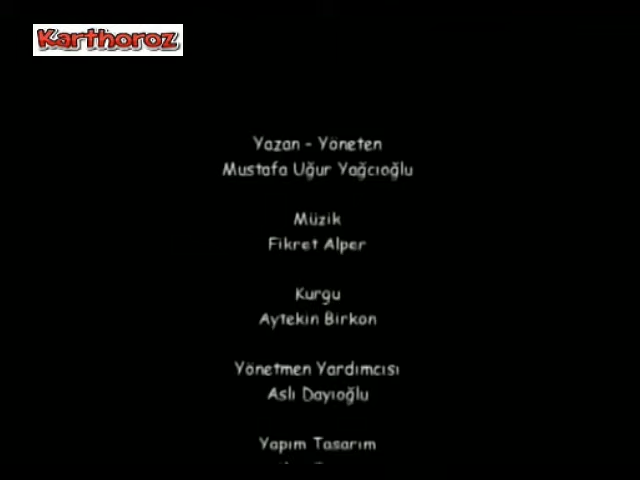 Karthoroz
Yazan - Yöneten
Mustafa Uğur Yağcıoğlu
Müzik
Fikret Alper
Kurgu
Aytekin Birkon
Yönetmen Yardımcısı
Aslı Dayıoğlu
Yapım Tasarım